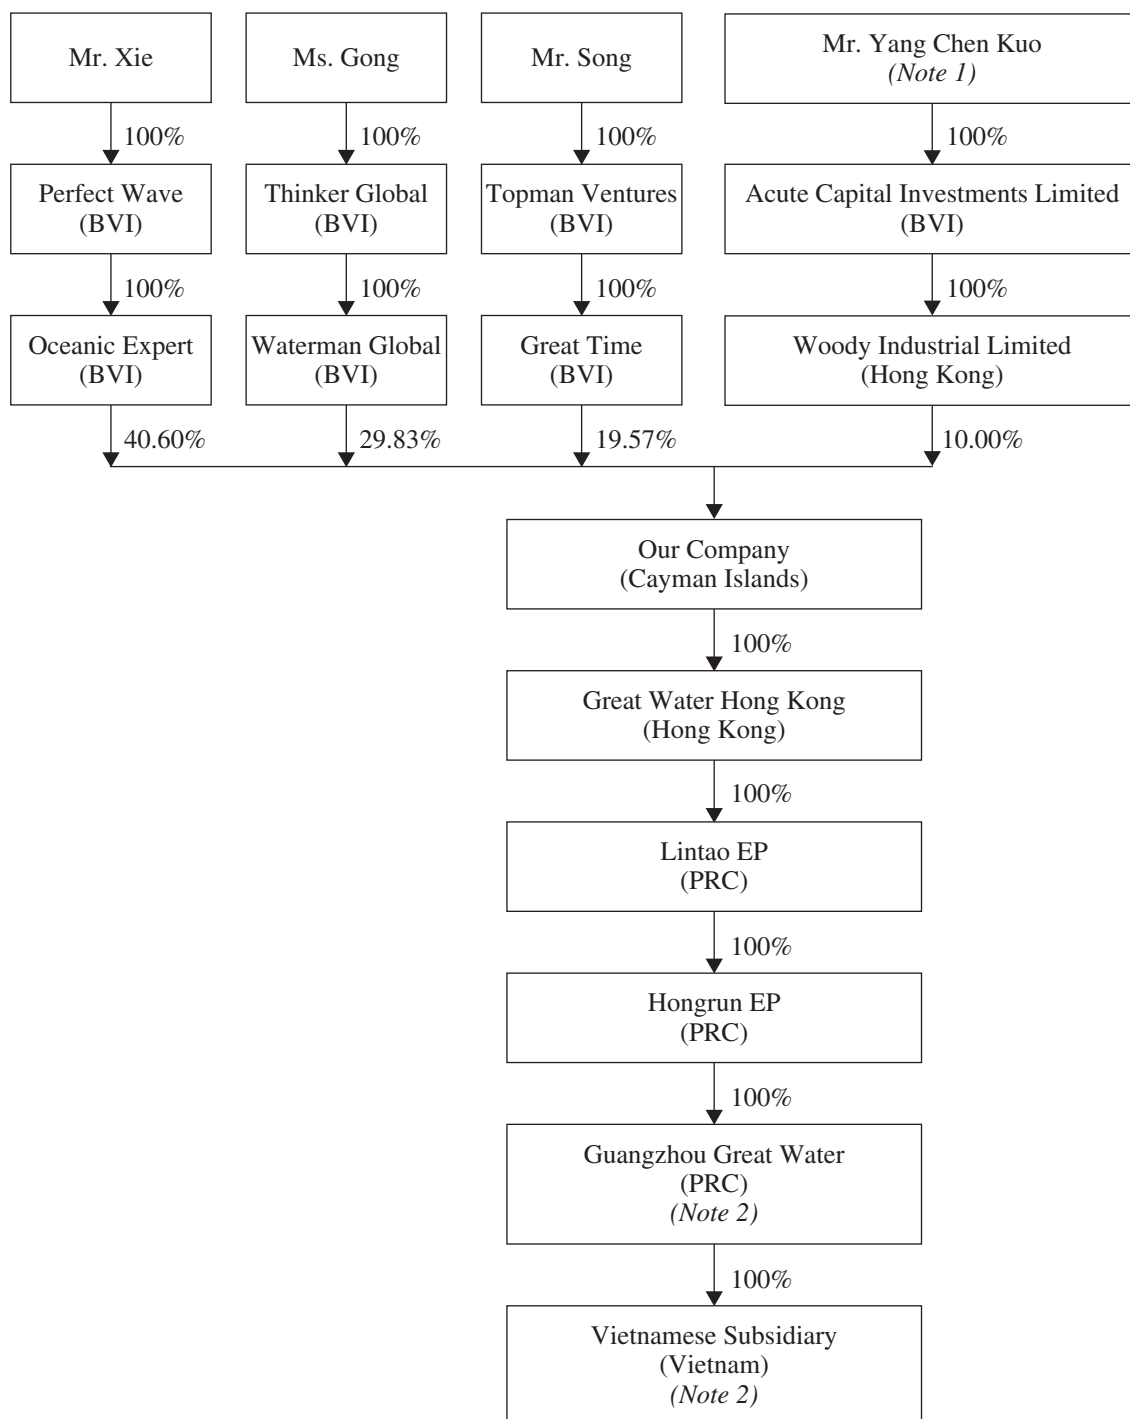 Mr. Xie
Ms. Gong
Mr. Song
Mr. Yang Chen Kuo
(Note 1)
100%
100%
100%
100%
Perfect Wave
(BVI)
Thinker Global
(BVI)
Topman Ventures
(BVI)
Acute Capital Investments Limited
(BVI)
100%
100%
100%
100%
Oceanic Expert
(BVI)
Waterman Global
(BVI)
Great Time
(BVI)
Woody Industrial Limited
(Hong Kong)
40.60%
29.83%
19.57%
10.00%
Our Company
(Cayman Islands)
100%
Great Water Hong Kong
(Hong Kong)
100%
Lintao EP
(PRC)
100%
Hongrun EP
(PRC)
100%
Guangzhou Great Water
(PRC)
(Note 2)
100%
Vietnamese Subsidiary
(Vietnam)
(Note 2)